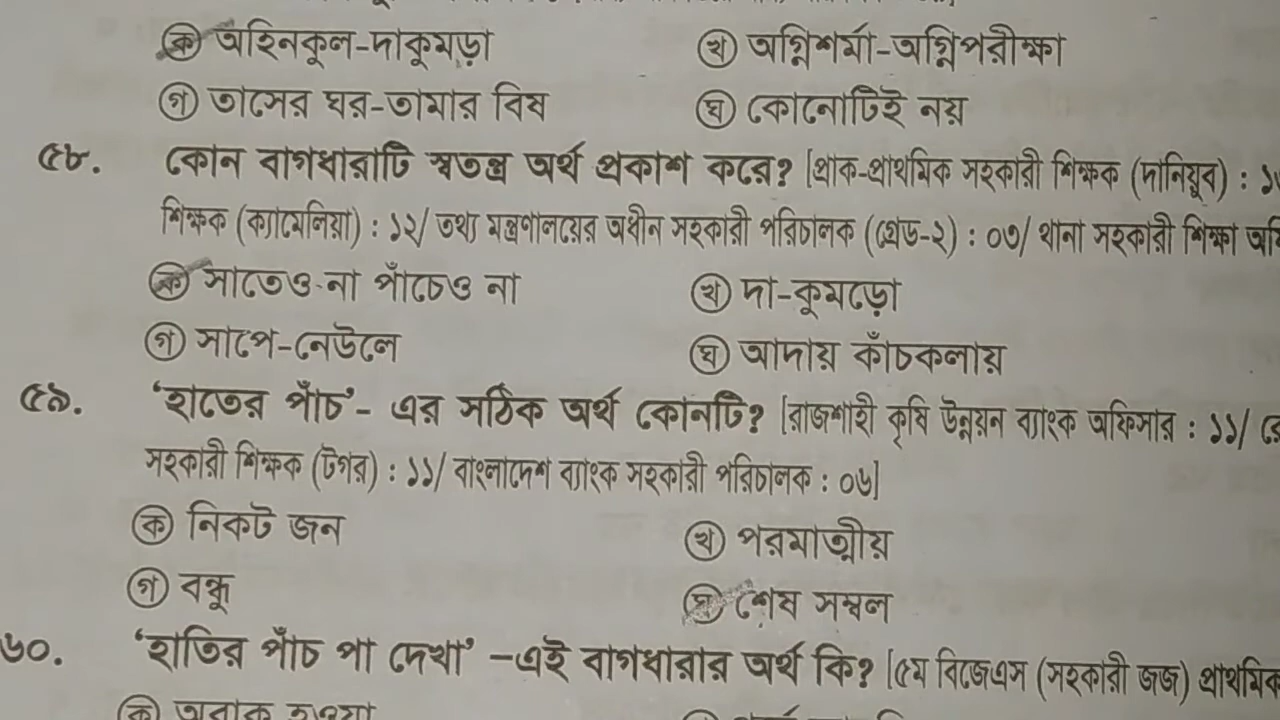 ক অহিনকুল-দাকুমড়া খ অগ্নিশর্মা-অগ্নিপরীক্ষা
গ তাসের ঘর-তামার বিষ ঘ কোনোটিই নয়
৫৮. কোন বাগধারাটি স্বতন্ত্র অর্থ প্রকাশ করে? [প্রাক-প্রাথমিক সহকারী শিক্ষক (দানিয়ুব) :
শিক্ষক (ক্যামেলিয়া) : ১২/ তথ্য মন্ত্রণালয়ের অধীন সহকারী পরিচালক (গ্রেড-২) : ০৩/ থানা সহকারী শিক্ষা
ক সাতেও না পাঁচেও না খ দা-কুমড়ো
গ সাপে-নেউলে ঘ আদায় কাঁচকলায়
৫৯. ‘হাতের পাঁচ’- এর সঠিক অর্থ কোনটি? [রাজশাহী কৃষি উন্নয়ন ব্যাংক অফিসার : ১১/
সহকারী শিক্ষক (টগর) : ১১/ বাংলাদেশ ব্যাংক সহকারী পরিচালক : ০৬]
ক নিকট জন খ পরমাত্মীয়
গ বন্ধু ঘ শেষ সম্বল
৬০. ‘হাতির পাঁচ পা দেখা’ -এই বাগধারার অর্থ কি? [৫ম বিজেএস (সহকারী জজ) প্রাথমিক
ক অবাক হওয়া